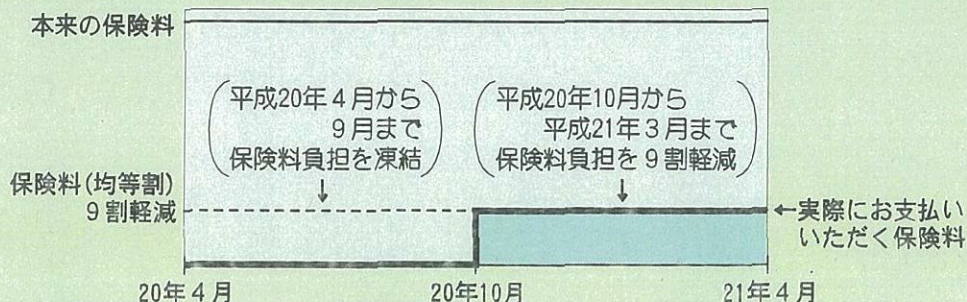 本来の保険料
平成20年4月から
9月まで
保険料負担を凍結
↓
平成20年10月から
平成21年3月まで
保険料負担を9割軽減
↓
保険料(均等割)
9割軽減
←実際にお支払い
いただく保険料
20年4月
20年10月
21年4月